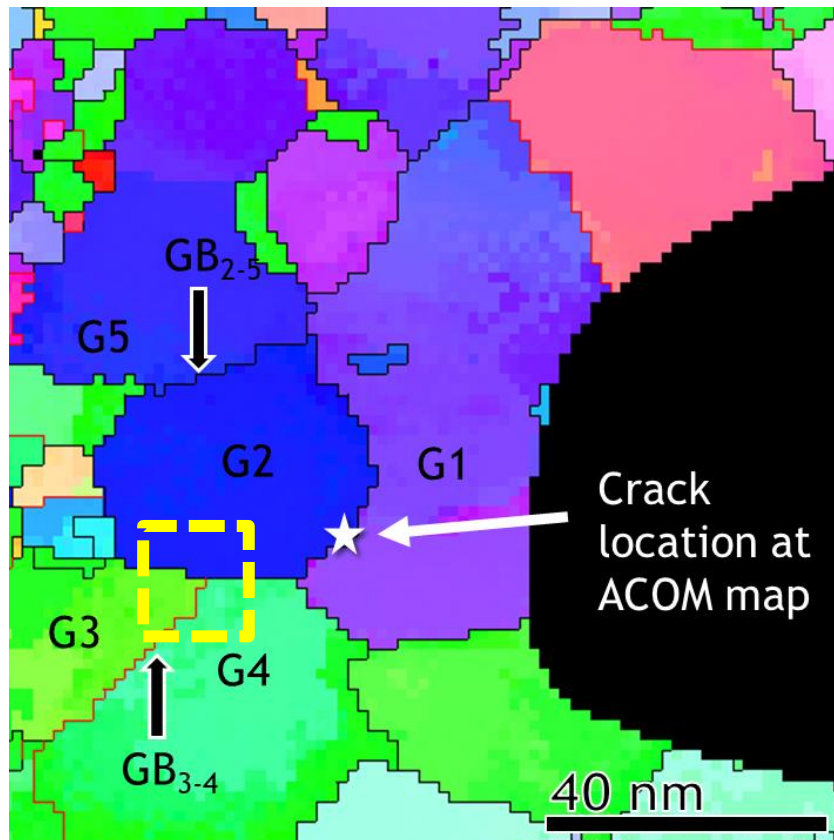 GB2-5
G5
G2
G1
Crack
location at
ACOM map
G3
G4
GB3-4
40 nm